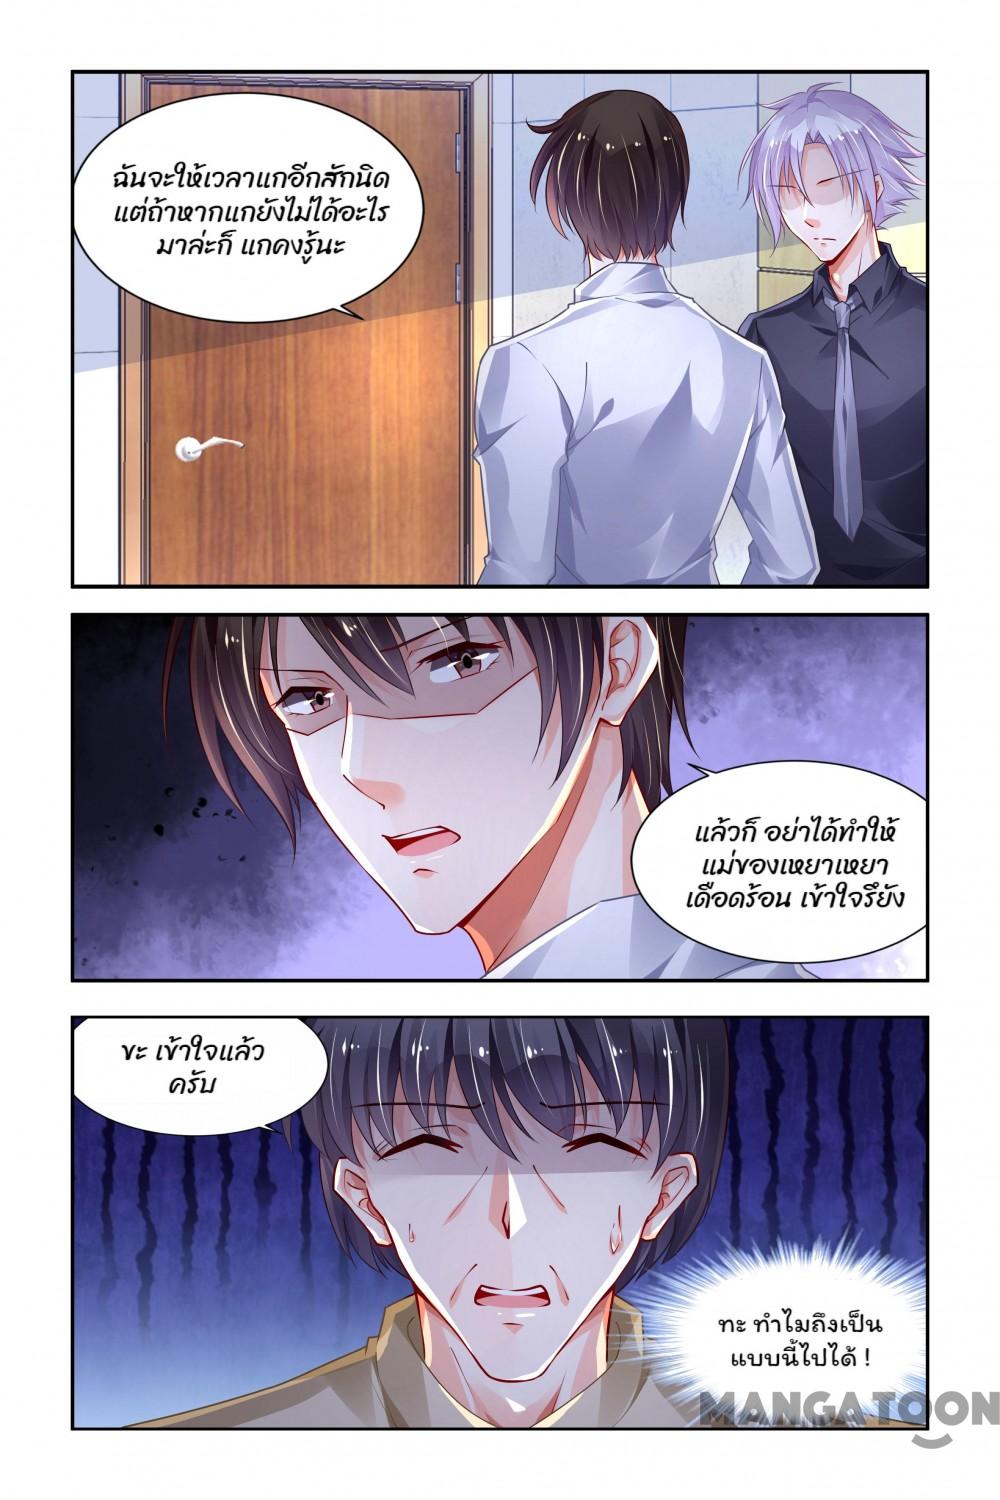 ฉันจะให้เวลาแกอีกสักนิด
แต่ถ้าหากแกยังไม่ได้อะไร
มาล่ะก็ แกคงรู้นะ
แล้วก็ อย่าได้ทำให้
แม่ของเหยาเหยา
เดือดร้อน เข้าใจรึยัง
ขะ เข้าใจแล้ว
ครับ
ทะ ทำไมถึงเป็น
แบบนี้ไปได้ !
MANGATOON